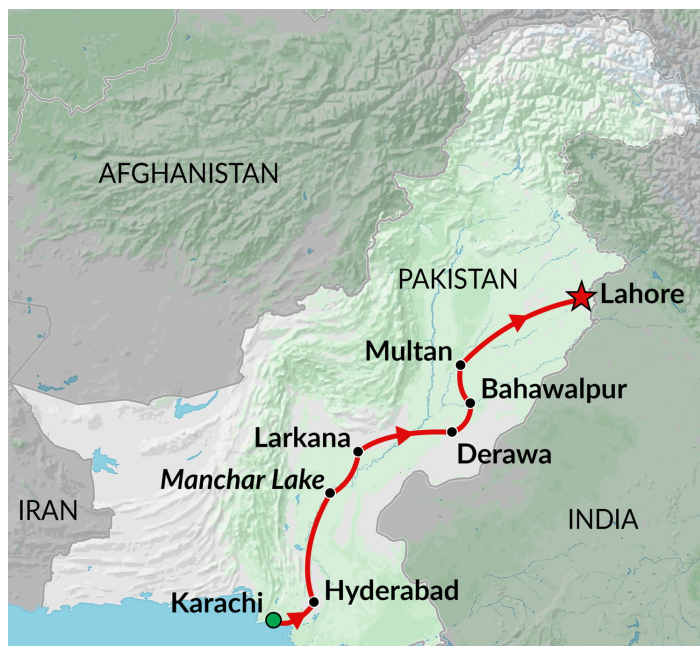 AFGHANISTAN
PAKISTAN
Lahore
Multan
Bahawalpur
Larkana
Derawa
Manchar Lake
IRAN
INDIA
Hyderabad
Karachi